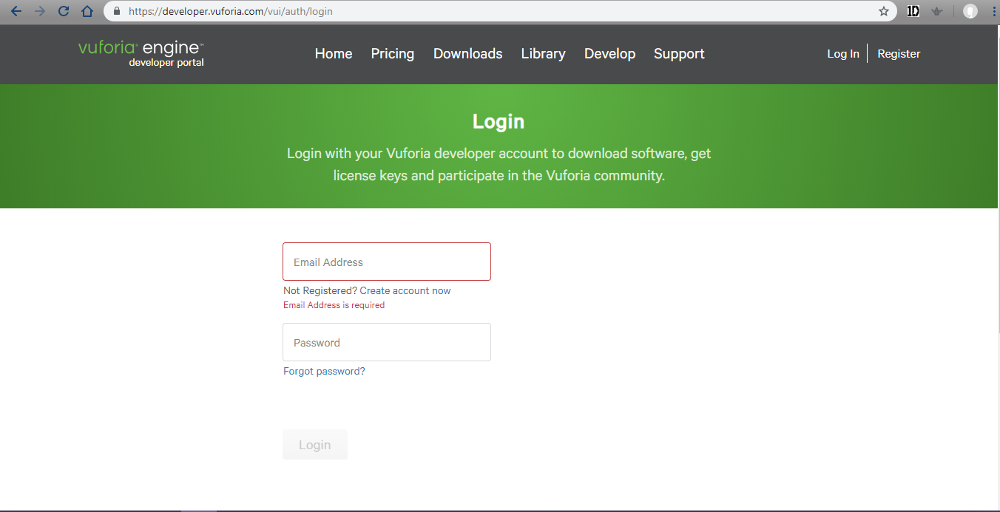 https://developer.vuforia.com/vui/auth/login
1D
vuforia® engine™
developer portal
Home Pricing Downloads Library Develop Support
Log In Register
Login
Login with your Vuforia developer account to download software, get
license keys and participate in the Vuforia community.
Email Address
Not Registered? Create account now
Email Address is required
Password
Forgot password?
Login